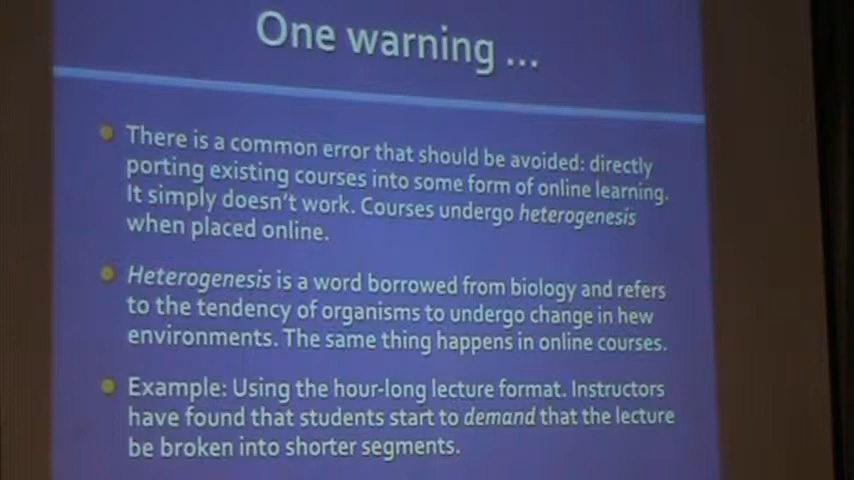 One warning ...
There is a common error that should be avoided: directly
porting existing courses into some form of online learning.
It simply doesn't work. Courses undergo heterogenesis
when placed online.
Heterogenesis is a word borrowed from biology and refers
to the tendency of organisms to undergo change in hew
environments. The same thing happens in online courses.
Example: Using the hour-long lecture format. Instructors
have found that students start to demand that the lecture
be broken into shorter segments.